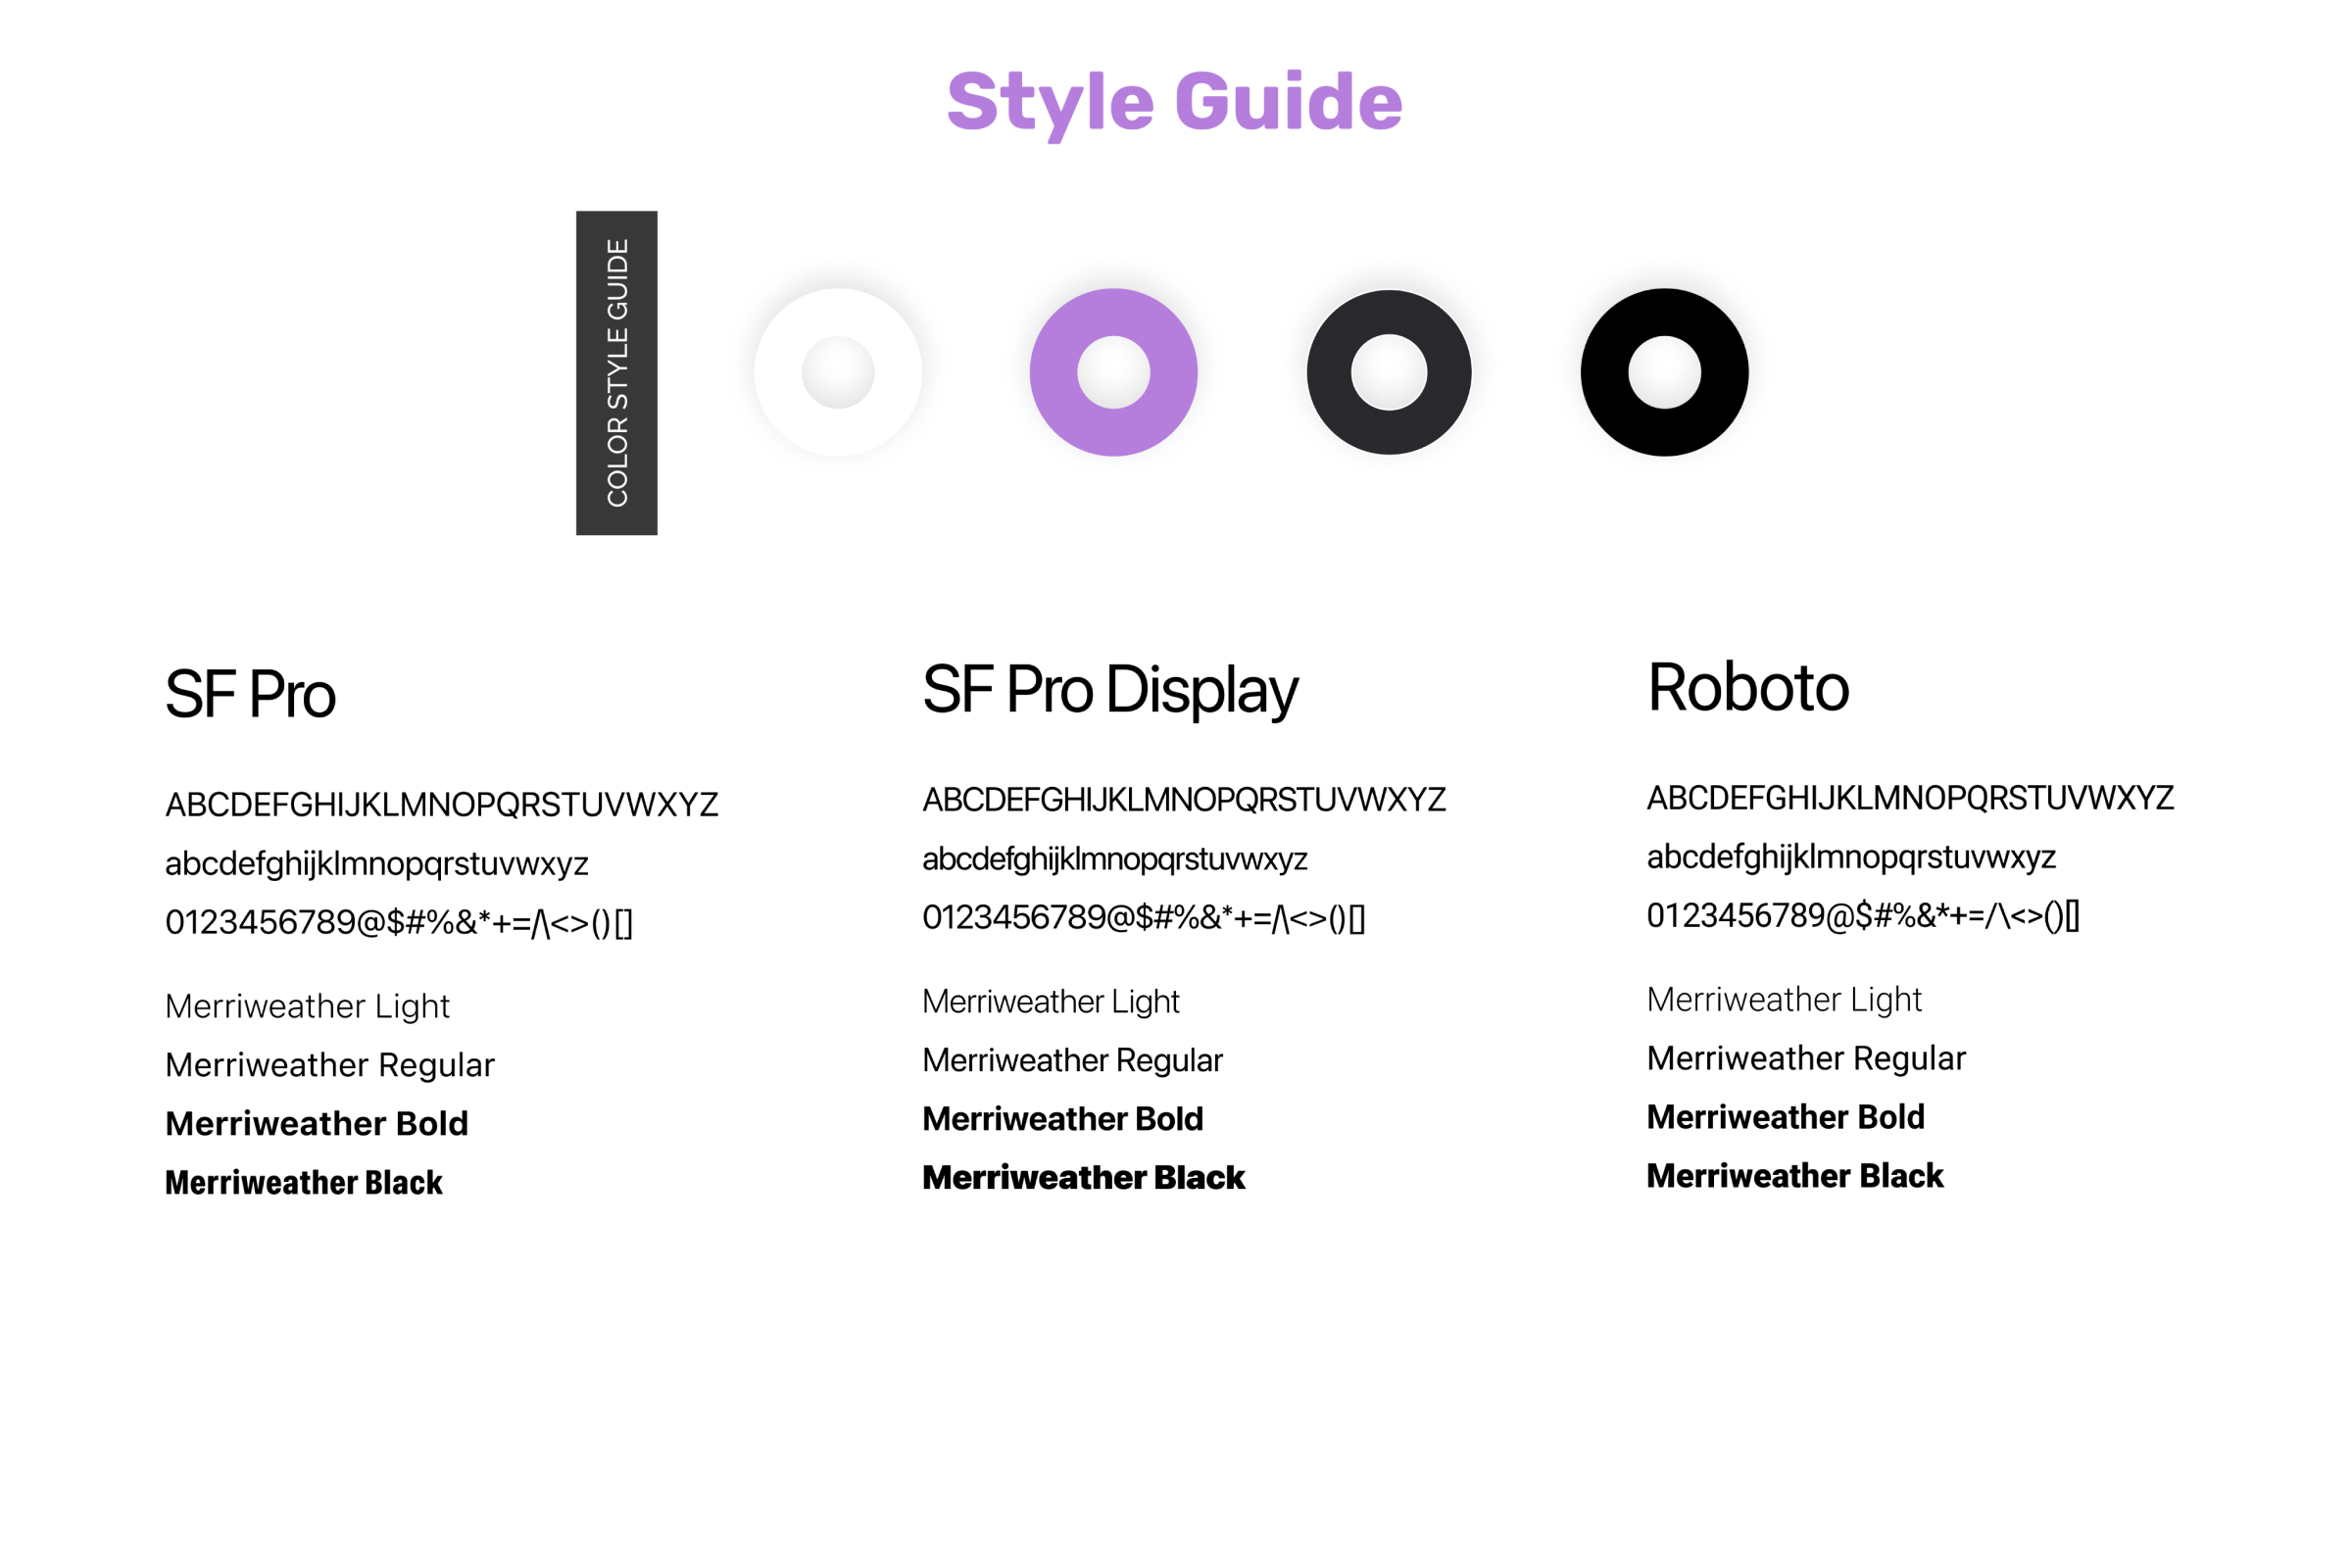 Style Guide
COLOR STYLE GUIDE
SF Pro
ABCDEFGHIJKLMNOPQRSTUVWXYZ
abcdefghijklmnopqrstuvwxyz
0123456789@$#%&*+=/\<>()[]
Merriweather Light
Merriweather Regular
Merriweather Bold
Merriweather Black
SF Pro Display
ABCDEFGHIJKLMNOPQRSTUVWXYZ
abcdefghijklmnopqrstuvwxyz
0123456789@$#%&*+=/\<>()[]
Merriweather Light
Merriweather Regular
Merriweather Bold
Merriweather Black
Roboto
ABCDEFGHIJKLMNOPQRSTUVWXYZ
abcdefghijklmnopqrstuvwxyz
0123456789@$#%&*+=/\<>()[]
Merriweather Light
Merriweather Regular
Merriweather Bold
Merriweather Black